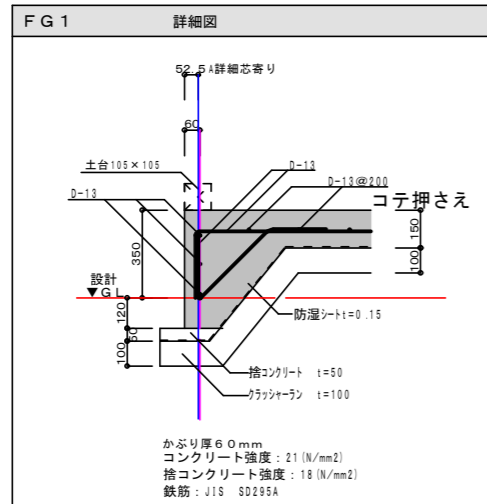 FG1 詳細図
52.5A詳細芯寄り
60
土台105×105
D-13
D-13
D-13@200
コテ押さえ
350
150
100
設計
▼GL
120
50
100
防湿シートt=0.15
捨コンクリート t=50
クラッシャーラン t=100
かぶり厚60mm
コンクリート強度:21(N/mm2)
捨コンクリート強度:18(N/mm2)
鉄筋:JIS SD295A